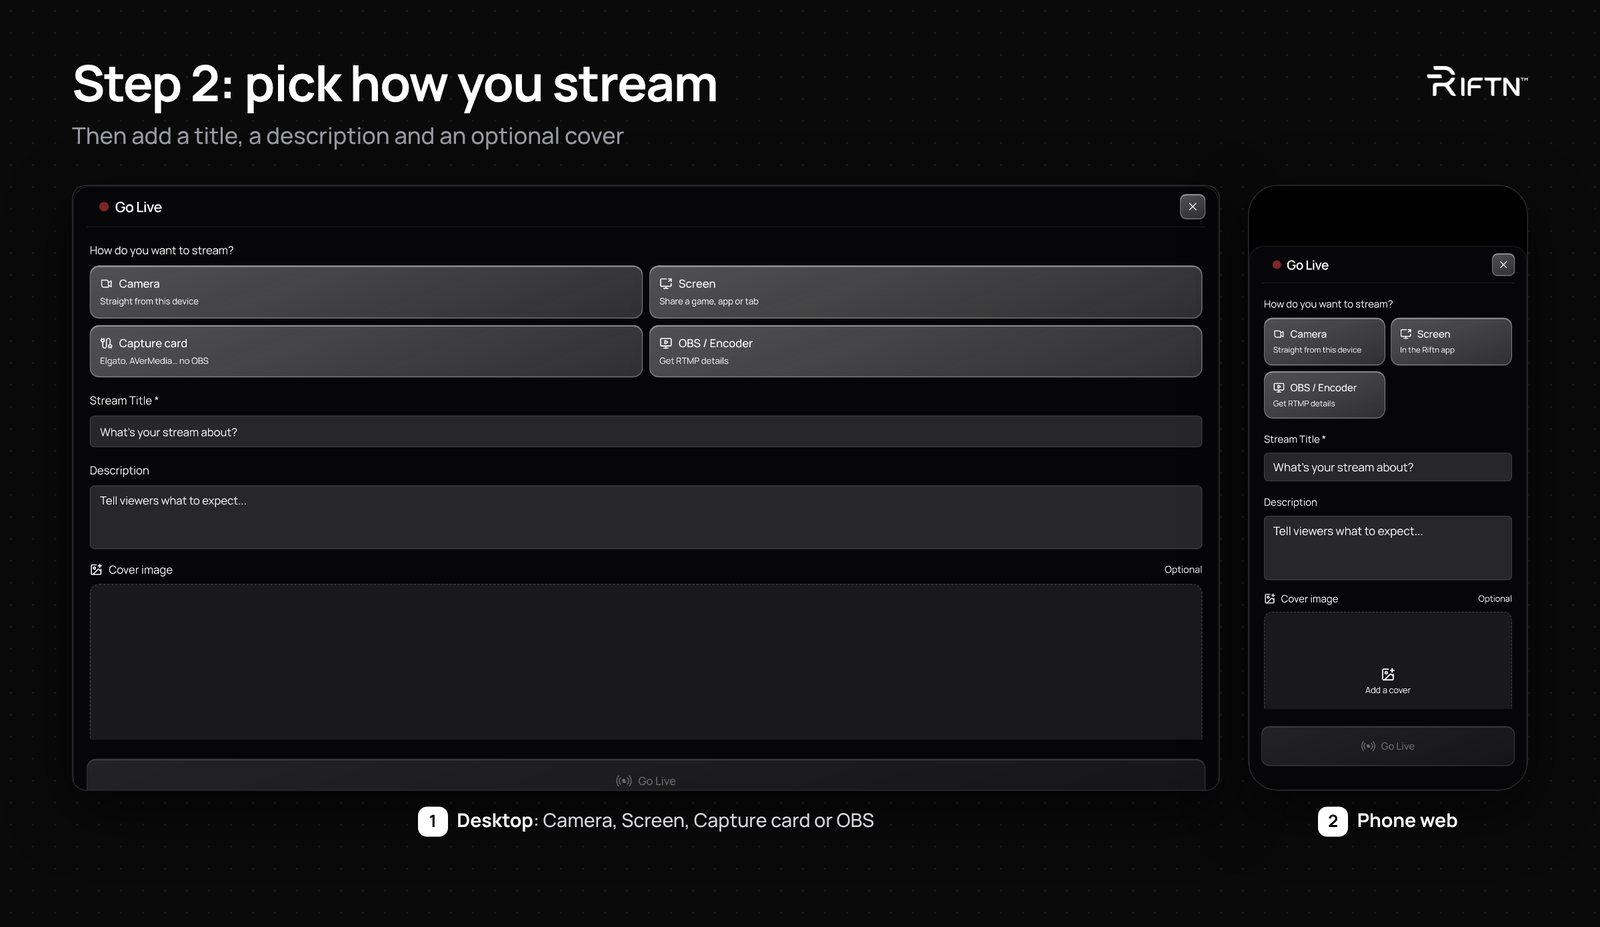 Step 2: pick how you stream
RIFTN™
Then add a title, a description and an optional cover
Go Live
How do you want to stream?
Camera
Straight from this device
Screen
Share a game, app or tab
Capture card
Elgato, AVerMedia... no OBS
OBS / Encoder
Get RTMP details
Stream Title *
What's your stream about?
Description
Tell viewers what to expect...
Cover image
Optional
Go Live
1 Desktop: Camera, Screen, Capture card or OBS
Go Live
How do you want to stream?
Camera
Straight from this device
Screen
In the Riftn app
OBS / Encoder
Get RTMP details
Stream Title *
What's your stream about?
Description
Tell viewers what to expect...
Cover image
Optional
Add a cover
Go Live
2 Phone web